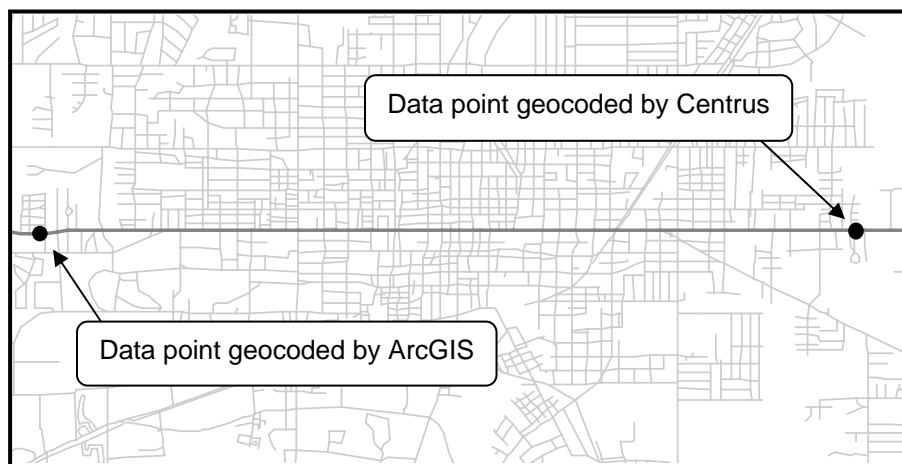 Data point geocoded by Centrus
Data point geocoded by ArcGIS